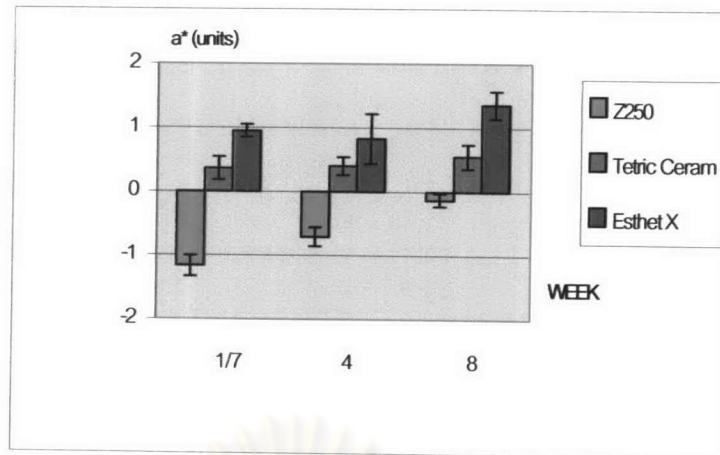 a* (units)
2
1
0
-1
-2
1/7 4 8
WEEK
Z250
Tetric Ceram
Esthet X